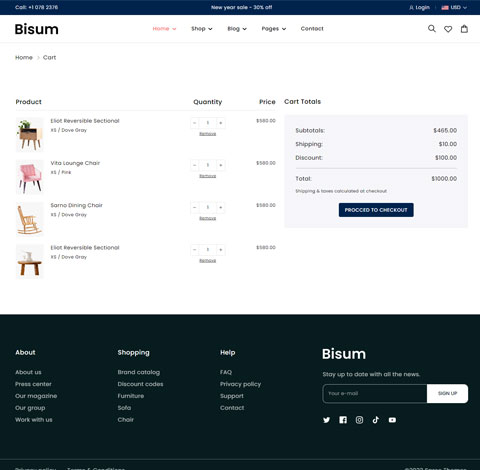 Call: +1 078 2376
New year sale - 30% off
Login
USD
Bisum
Home Shop Blog Pages Contact
Home > Cart
Product Quantity Price
Cart Totals
Eliot Reversible Sectional
XS / Dove Gray
- 1 +
Remove
$580.00
Vita Lounge Chair
XS / Pink
- 1 +
Remove
$580.00
Sarno Dining Chair
XS / Dove Gray
- 1 +
Remove
$580.00
Eliot Reversible Sectional
XS / Dove Gray
- 1 +
Remove
$580.00
Subtotals: $465.00
Shipping: $10.00
Discount: $100.00
Total: $1000.00
Shipping & taxes calculated at checkout
PROCCED TO CHECKOUT
About
About us
Press center
Our magazine
Our group
Work with us
Shopping
Brand catalog
Discount codes
Furniture
Sofa
Chair
Help
FAQ
Privacy policy
Support
Contact
Bisum
Stay up to date with all the news.
Your e-mail
SIGN UP
Privacy policy Terms & Conditions